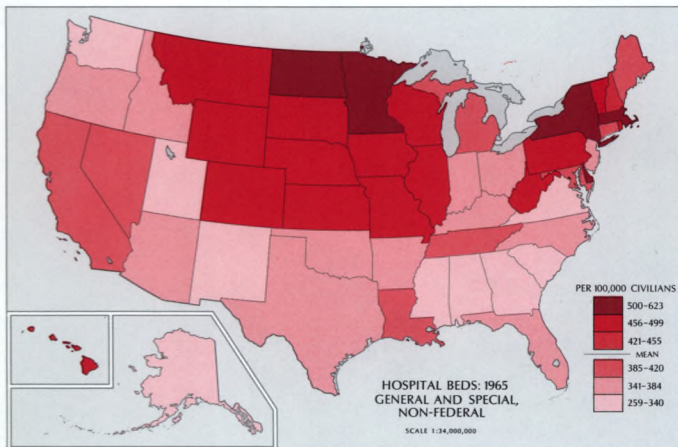 PER 100,000 CIVILIANS
500-623
456-499
421-455
MEAN
385-420
341-384
259-340
HOSPITAL BEDS: 1965
GENERAL AND SPECIAL,
NON-FEDERAL
SCALE 1:34,000,000